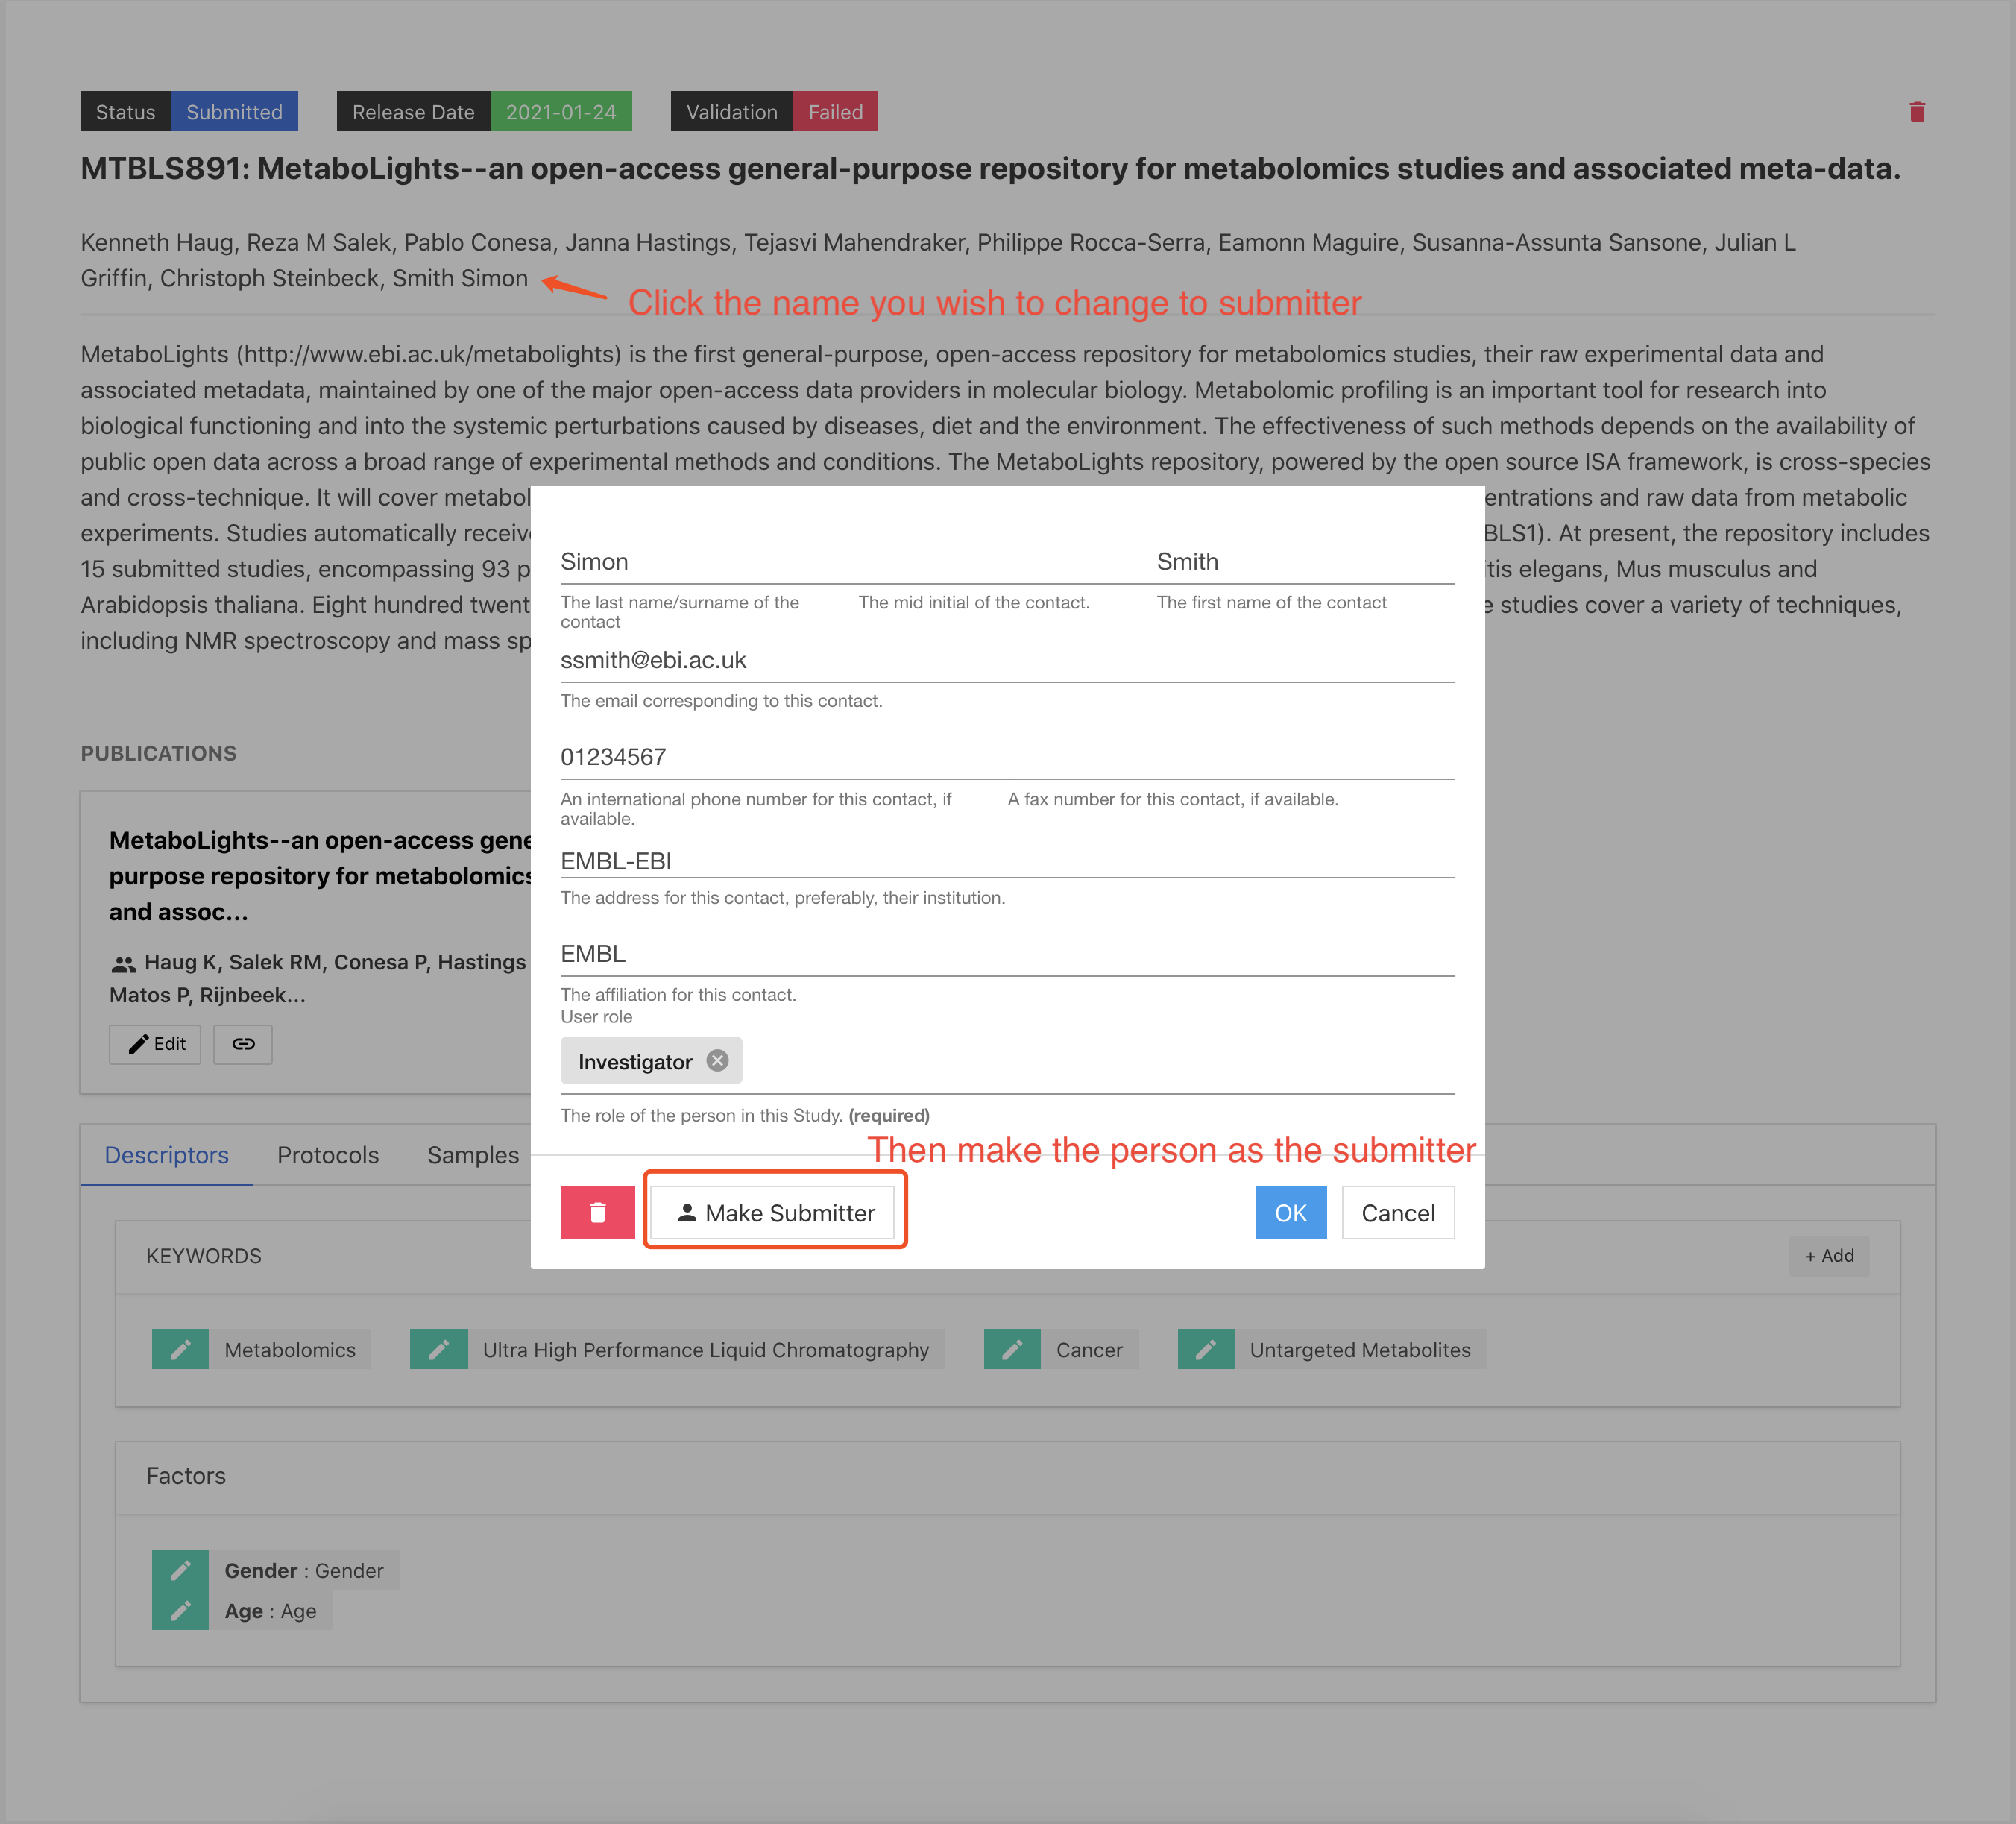 Status Submitted Release Date 2021-01-24 Validation Failed
MTBLS891: MetaboLights--an open-access general-purpose repository for metabolomics studies and associated meta-data.
Kenneth Haug, Reza M Salek, Pablo Conesa, Janna Hastings, Tejasvi Mahendraker, Philippe Rocca-Serra, Eamonn Maguire, Susanna-Assunta Sansone, Julian L
Griffin, Christoph Steinbeck, Smith Simon
Click the name you wish to change to submitter
MetaboLights (http://www.ebi.ac.uk/metabolights) is the first general-purpose, open-access repository for metabolomics studies, their raw experimental data and
associated metadata, maintained by one of the major open-access data providers in molecular biology. Metabolomic profiling is an important tool for research into
biological functioning and into the systemic perturbations caused by diseases, diet and the environment. The effectiveness of such methods depends on the availability of
public open data across a broad range of experimental methods and conditions. The MetaboLights repository, powered by the open source ISA framework, is cross-species
and cross-technique. It will cover metabol entrations and raw data from metabolic
experiments. Studies automatically receiv BLS1). At present, the repository includes
15 submitted studies, encompassing 93 p tis elegans, Mus musculus and
Arabidopsis thaliana. Eight hundred twent e studies cover a variety of techniques,
including NMR spectroscopy and mass sp
Simon Smith
The last name/surname of the contact
The mid initial of the contact.
The first name of the contact
ssmith@ebi.ac.uk
The email corresponding to this contact.
01234567
An international phone number for this contact, if available.
A fax number for this contact, if available.
EMBL-EBI
The address for this contact, preferably, their institution.
EMBL
The affiliation for this contact.
User role
Investigator
The role of the person in this Study. (required)
Then make the person as the submitter
Make Submitter
OK Cancel
PUBLICATIONS
MetaboLights--an open-access gene
purpose repository for metabolomics
and assoc...
Haug K, Salek RM, Conesa P, Hastings
Matos P, Rijnbeek...
Edit
Descriptors Protocols Samples
KEYWORDS + Add
Metabolomics Ultra High Performance Liquid Chromatography Cancer Untargeted Metabolites
Factors
Gender : Gender
Age : Age